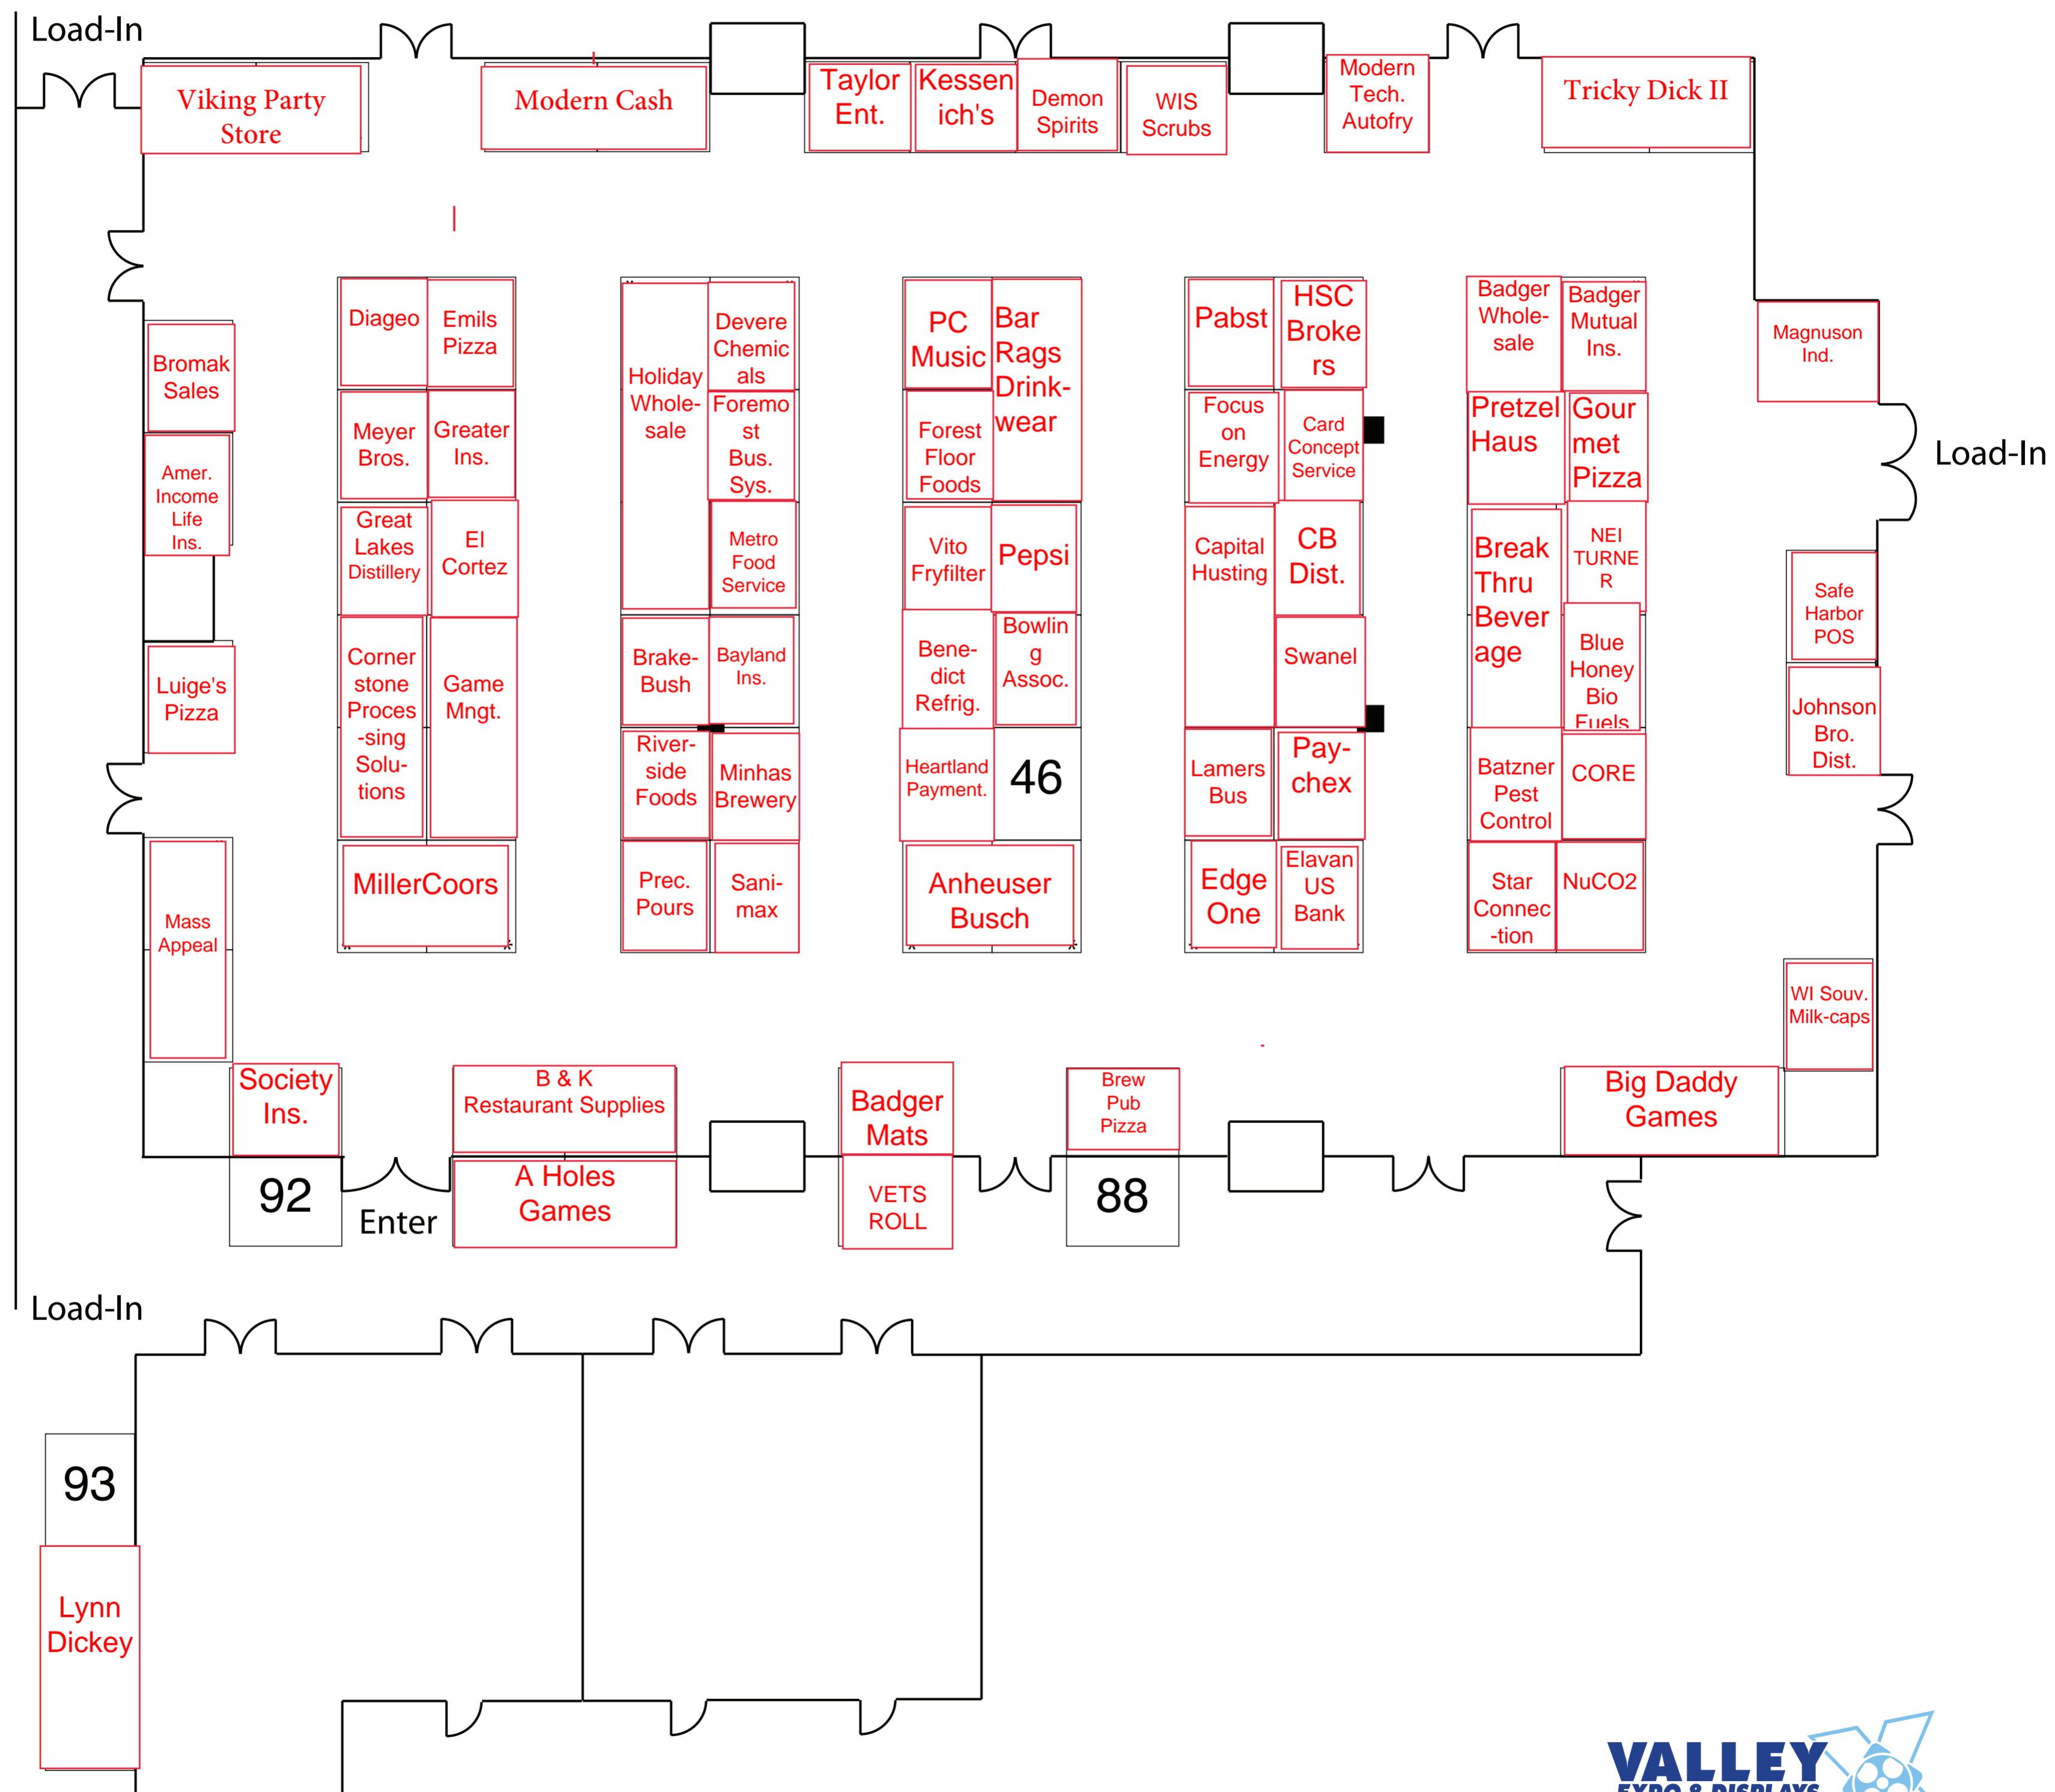 Load-In
Viking Party
Store
Modern Cash
Taylor
Ent.
Kessen
ich's
Demon
Spirits
WIS
Scrubs
Modern
Tech.
Autofry
Tricky Dick II
Diageo
Emils
Pizza
Holiday
Whole-
sale
Devere
Chemic
als
PC
Music
Bar
Rags
Drink-
wear
Pabst
HSC
Broke
rs
Badger
Whole-
sale
Badger
Mutual
Ins.
Magnuson
Ind.
Bromak
Sales
Meyer
Bros.
Greater
Ins.
Foremo
st
Bus.
Sys.
Forest
Floor
Foods
Focus
on
Energy
Card
Concept
Service
Pretzel
Haus
Gour
met
Pizza
Load-In
Amer.
Income
Life
Ins.
Great
Lakes
Distillery
El
Cortez
Metro
Food
Service
Vito
Fryfilter
Pepsi
Capital
Husting
CB
Dist.
Break
Thru
Bever
age
NEI
TURNE
R
Safe
Harbor
POS
Luige's
Pizza
Corner
stone
Proces
-sing
Solu-
tions
Game
Mngt.
Brake-
Bush
Bayland
Ins.
Bene-
dict
Refrig.
Bowlin
g
Assoc.
Swanel
Blue
Honey
Bio
Fuels
Johnson
Bro.
Dist.
River-
side
Foods
Minhas
Brewery
Heartland
Payment.
46
Lamers
Bus
Pay-
chex
Batzner
Pest
Control
CORE
Mass
Appeal
MillerCoors
Prec.
Pours
Sani-
max
Anheuser
Busch
Edge
One
Elavan
US
Bank
Star
Connec
-tion
NuCO2
WI Souv.
Milk-caps
Society
Ins.
B & K
Restaurant Supplies
Badger
Mats
Brew
Pub
Pizza
Big Daddy
Games
92
Enter
A Holes
Games
VETS
ROLL
88
Load-In
93
Lynn
Dickey
VALLEY
EXPO & DISPLAYS